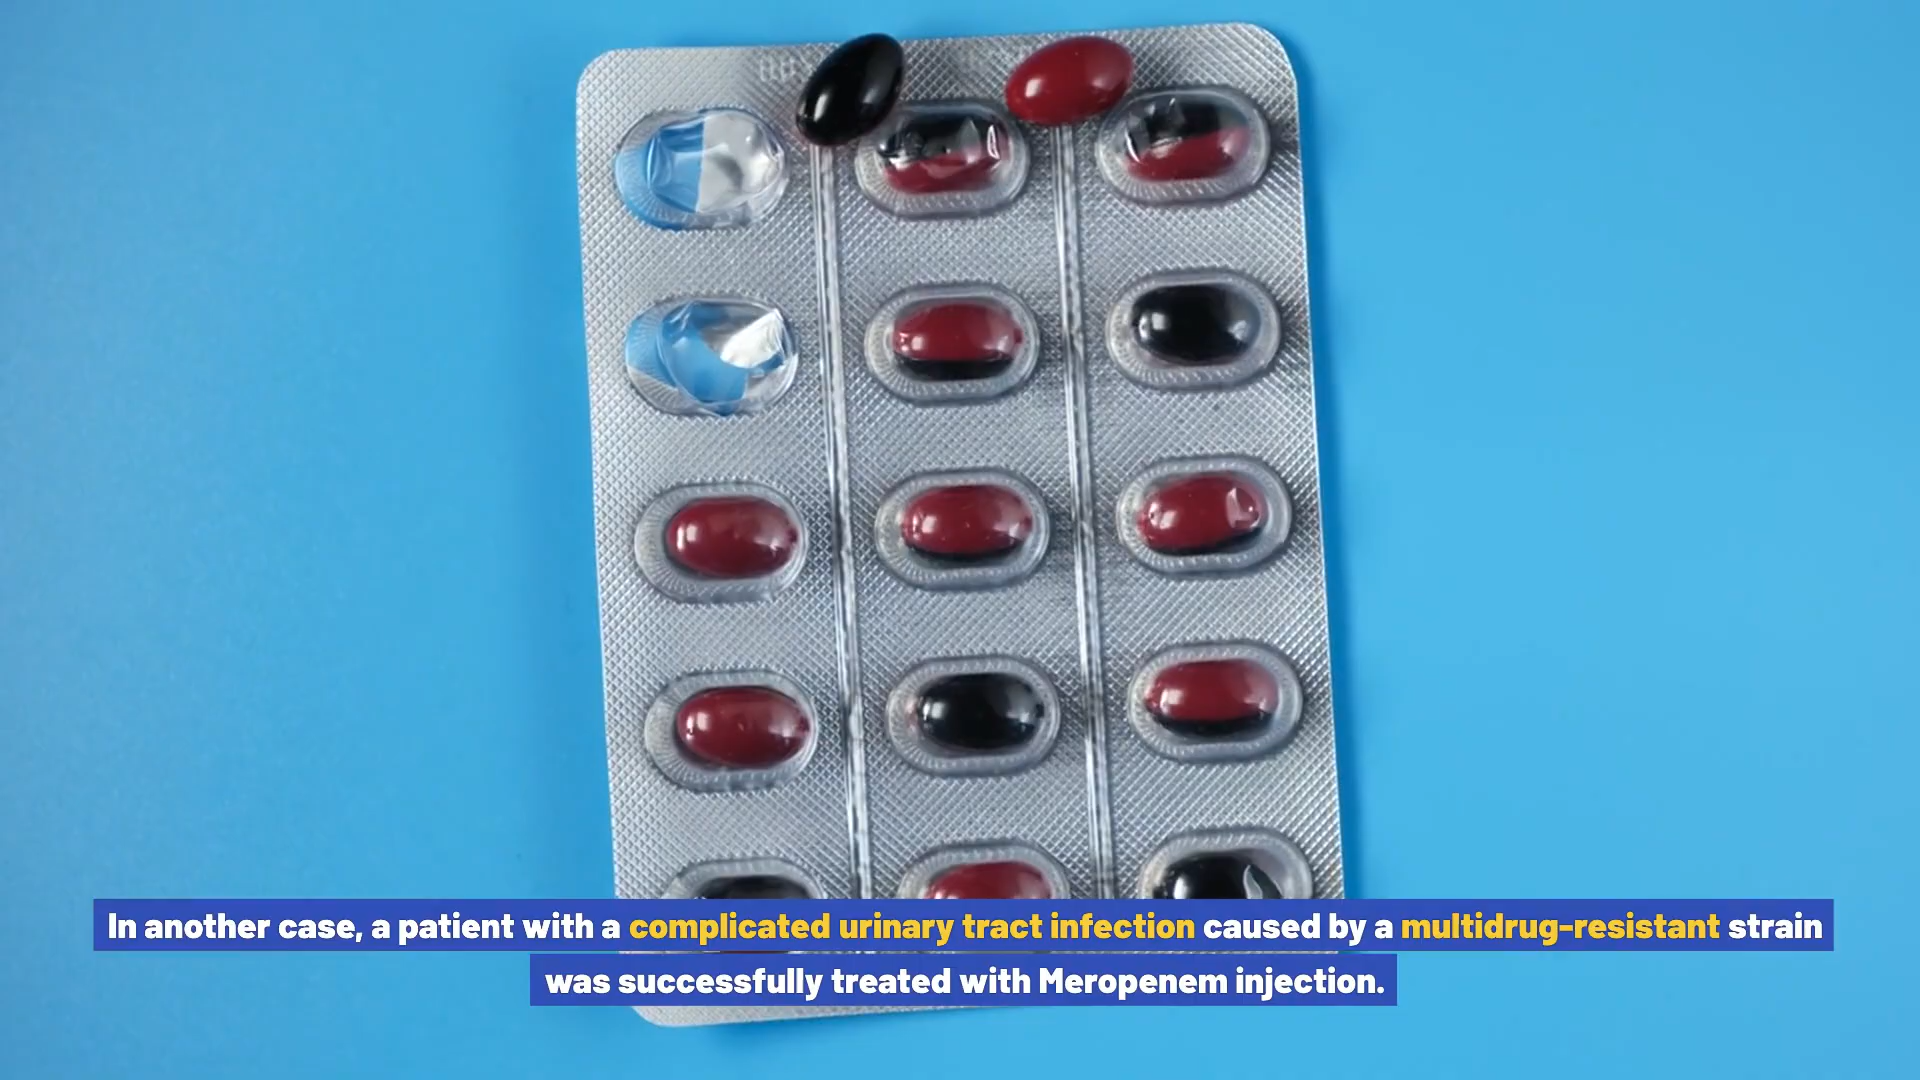 In another case, a patient with a complicated urinary tract infection caused by a multidrug-resistant strain
was successfully treated with Meropenem injection.